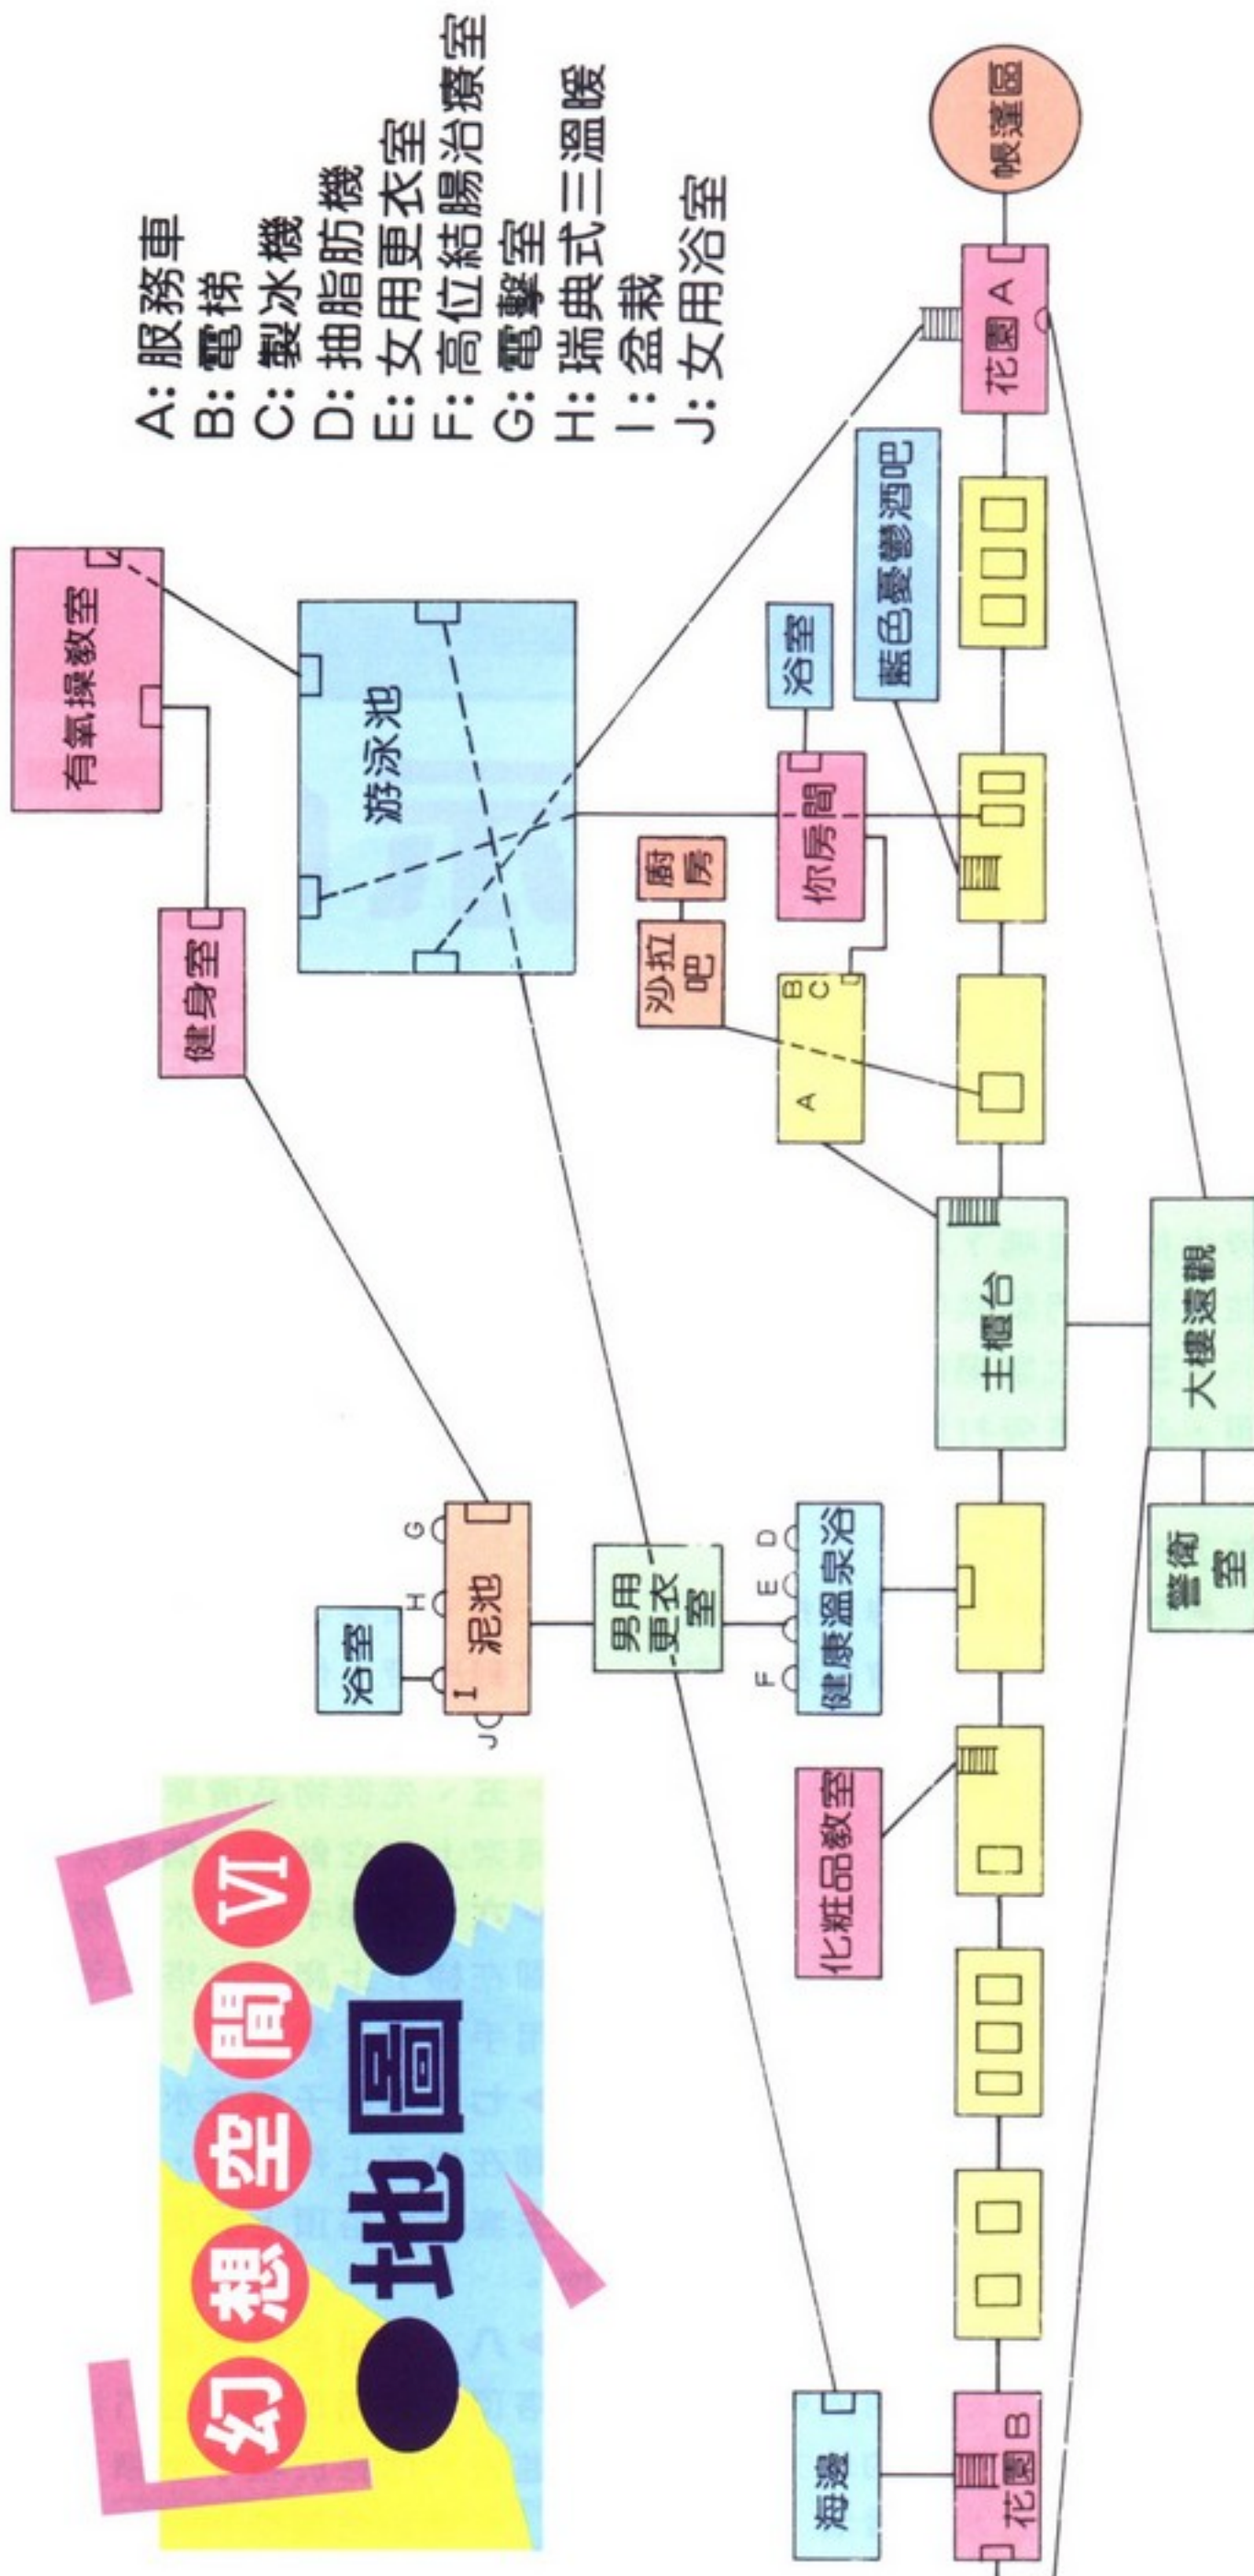 幻想空間VI
地圖
A: 服務車
B: 電梯
C: 製冰機
D: 抽脂肪機
E: 女用更衣室
F: 高位結腸治療室
G: 電擊室
H: 瑞典式三溫暖
I: 盆栽
J: 女用浴室
有氧操教室
健身室
游泳池
浴室
G
H
I
J
泥池
男用
更衣
室
廚
房
沙拉
吧
浴室
你房間
A
B
C
F
E
D
健康溫泉浴
化粧品教室
藍色憂鬱酒吧
海邊
花園 B
主櫃台
花園 A
帳蓬區
警衛
室
大樓遠觀